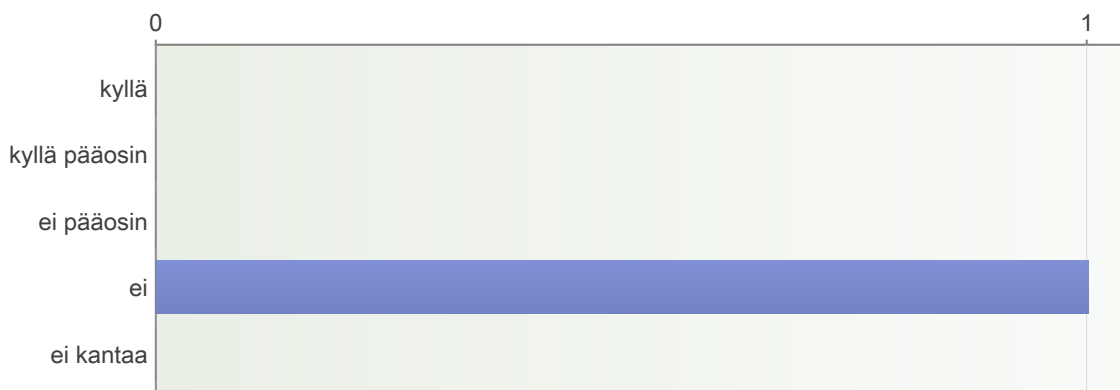 0 1
kyllä
kyllä pääosin
ei pääosin
ei
ei kantaa